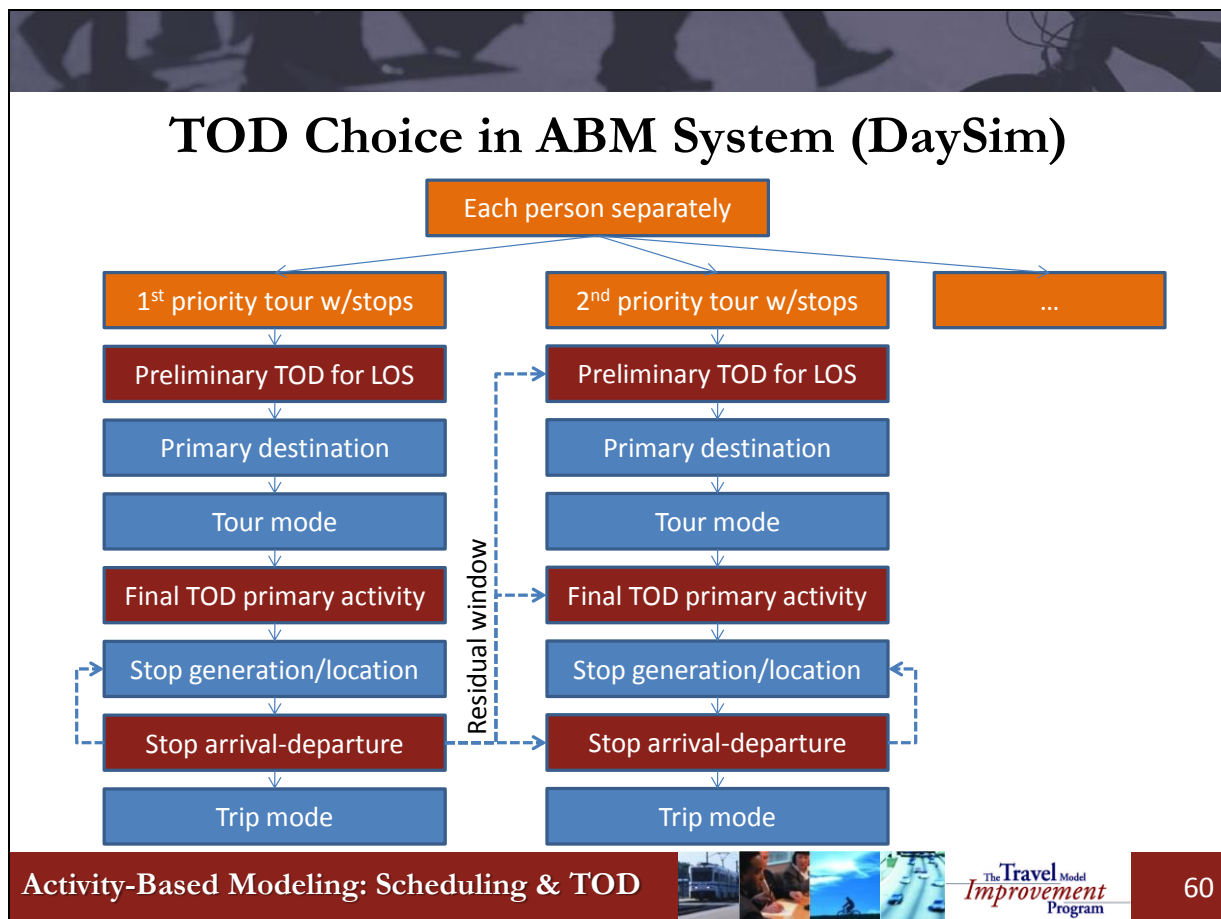 TOD Choice in ABM System (DaySim)
Each person separately
1st priority tour w/stops
2nd priority tour w/stops
...
Preliminary TOD for LOS
Preliminary TOD for LOS
Primary destination
Primary destination
Tour mode
Tour mode
Residual window
Final TOD primary activity
Final TOD primary activity
Stop generation/location
Stop generation/location
Stop arrival-departure
Stop arrival-departure
Trip mode
Trip mode
Activity-Based Modeling: Scheduling & TOD
The Travel Model
Improvement
Program
60